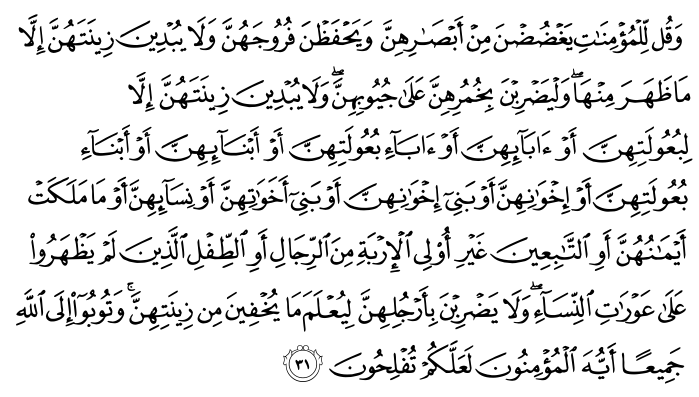 وَقُل لِّلْمُؤْمِنَٰتِ يَغْضُضْنَ مِنْ أَبْصَٰرِهِنَّ وَيَحْفَظْنَ فُرُوجَهُنَّ وَلَا يُبْدِينَ زِينَتَهُنَّ إِلَّا
مَا ظَهَرَ مِنْهَا ۖ وَلْيَضْرِبْنَ بِخُمُرِهِنَّ عَلَىٰ جُيُوبِهِنَّ ۖ وَلَا يُبْدِينَ زِينَتَهُنَّ إِلَّا
لِبُعُولَتِهِنَّ أَوْ ءَابَآئِهِنَّ أَوْ ءَابَآءِ بُعُولَتِهِنَّ أَوْ أَبْنَآئِهِنَّ أَوْ أَبْنَآءِ
بُعُولَتِهِنَّ أَوْ إِخْوَٰنِهِنَّ أَوْ بَنِىٓ إِخْوَٰنِهِنَّ أَوْ بَنِىٓ أَخَوَٰتِهِنَّ أَوْ نِسَآئِهِنَّ أَوْ مَا مَلَكَتْ
أَيْمَٰنُهُنَّ أَوِ ٱلتَّٰبِعِينَ غَيْرِ أُو۟لِى ٱلْإِرْبَةِ مِنَ ٱلرِّجَالِ أَوِ ٱلطِّفْلِ ٱلَّذِينَ لَمْ يَظْهَرُوا۟
عَلَىٰ عَوْرَٰتِ ٱلنِّسَآءِ ۖ وَلَا يَضْرِبْنَ بِأَرْجُلِهِنَّ لِيُعْلَمَ مَا يُخْفِينَ مِن زِينَتِهِنَّ ۚ وَتُوبُوٓا۟ إِلَى ٱللَّهِ
جَمِيعًا أَيُّهَ ٱلْمُؤْمِنُونَ لَعَلَّكُمْ تُفْلِحُونَ ۝٣١